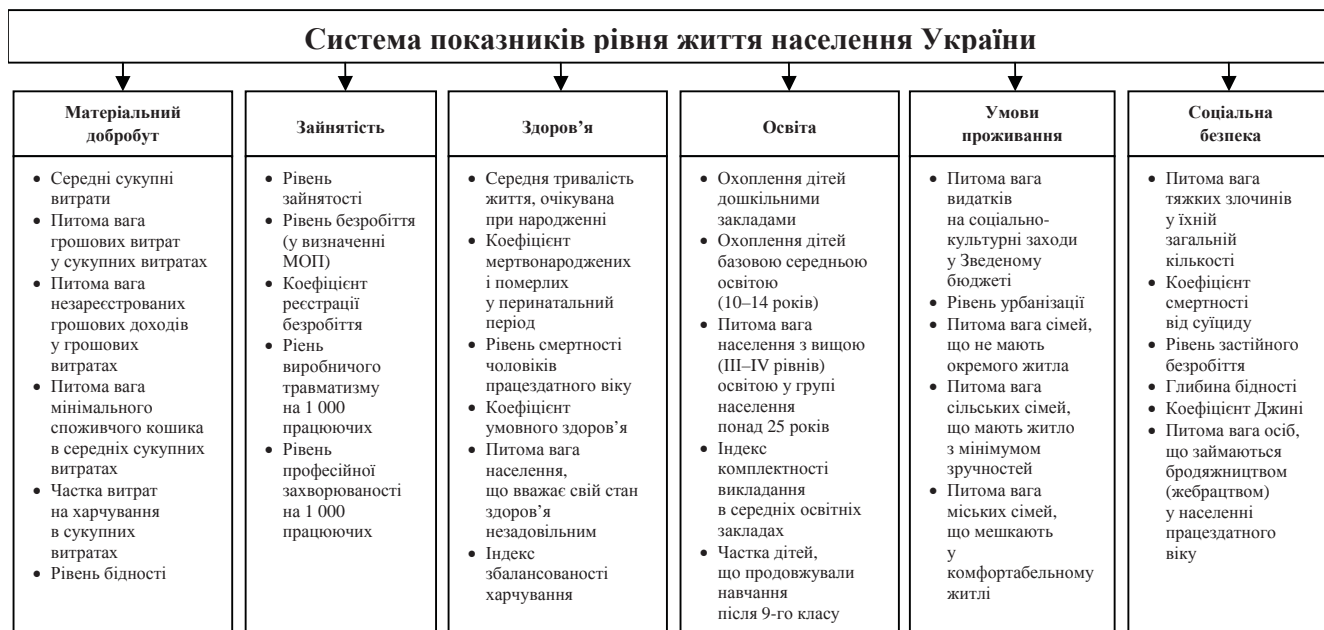 Система показників рівня життя населення України
Матеріальний
добробут
• Середні сукупні
витрати
• Питома вага
грошових витрат
у сукупних витратах
• Питома вага
незареєстрованих
грошових доходів
у грошових
витратах
• Питома вага
мінімального
споживчого кошика
в середніх сукупних
витратах
• Частка витрат
на харчування
в сукупних
витратах
• Рівень бідності
Зайнятість
• Рівень
зайнятості
• Рівень безробіття
(у визначенні
МОП)
• Коефіцієнт
реєстрації
безробіття
• Ріень
виробничого
травматизму
на 1 000
працюючих
• Рівень
професійної
захворюваності
на 1 000
працюючих
Здоров’я
• Середня тривалість
життя, очікувана
при народженні
• Коефіцієнт
мертвонароджених
і померлих
у перинатальний
період
• Рівень смертності
чоловіків
працездатного віку
• Коефіцієнт
умовного здоров’я
• Питома вага
населення,
що вважає свій стан
здоров’я
незадовільним
• Індекс
збалансованості
харчування
Освіта
• Охоплення дітей
дошкільними
закладами
• Охоплення дітей
базовою середньою
освітою
(10–14 років)
• Питома вага
населення з вищою
(III–IV рівнів)
освітою у групі
населення
понад 25 років
• Індекс
комплектності
викладання
в середніх освітніх
закладах
• Частка дітей,
що продовжували
навчання
після 9-го класу
Умови
проживання
• Питома вага
видатків
на соціально-
культурні заходи
у Зведеному
бюджеті
• Рівень урбанізації
• Питома вага сімей,
що не мають
окремого житла
• Питома вага
сільських сімей,
що мають житло
з мінімумом
зручностей
• Питома вага
міських сімей,
що мешкають
у
комфортабельному
житлі
Соціальна
безпека
• Питома вага
тяжких злочинів
у їхній
загальній
кількості
• Коефіцієнт
смертності
від суїциду
• Рівень застійного
безробіття
• Глибина бідності
• Коефіцієнт Джині
• Питома вага осіб,
що займаються
бродяжництвом
(жебрацтвом)
у населенні
працездатного
віку